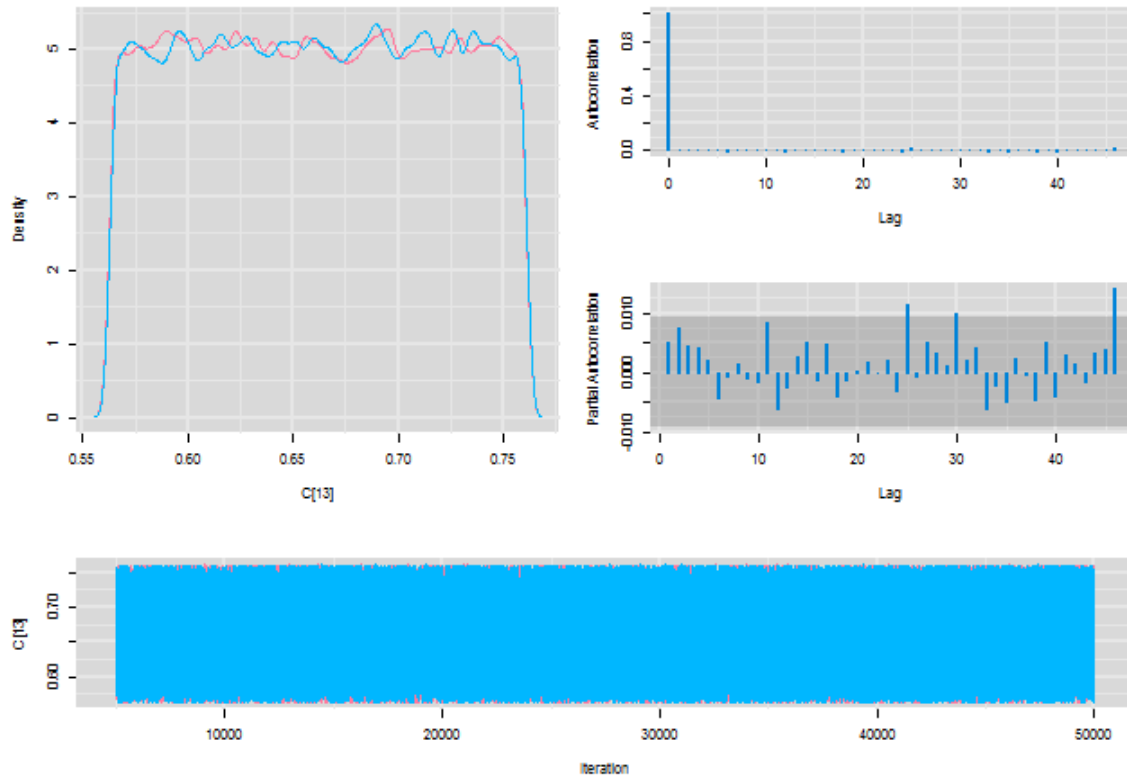 Density
5
4
3
2
1
0
0.55 0.60 0.65 0.70 0.75
C[13]
Autocorrelation
0.8
0.4
0.0
0 10 20 30 40
Lag
Partial Autocorrelation
0.010
0.000
-0.010
0 10 20 30 40
Lag
C[13]
0.70
0.60
10000 20000 30000 40000 50000
Iteration